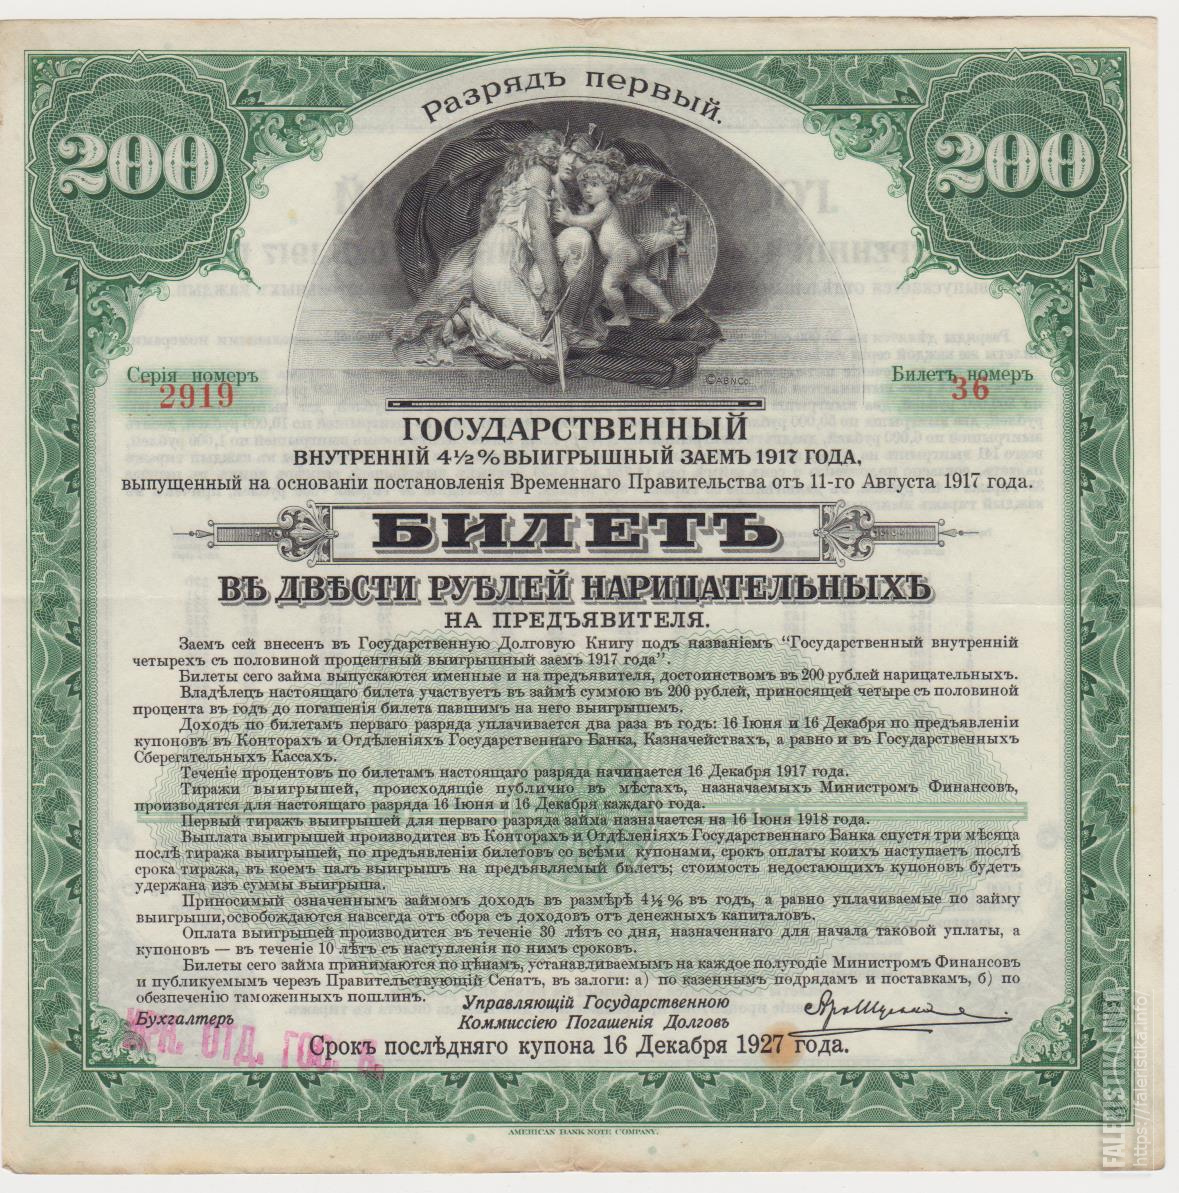 Разрядъ первый.
200
200
©ABNCo.
Серія номеръ
2919
Билетъ номеръ
36
ГОСУДАРСТВЕННЫЙ
ВНУТРЕННІЙ 4½% ВЫИГРЫШНЫЙ ЗАЕМЪ 1917 ГОДА,
выпущенный на основаніи постановленія Временнаго Правительства отъ 11-го Августа 1917 года.
БИЛЕТЪ
ВЪ ДВѢСТИ РУБЛЕЙ НАРИЦАТЕЛЬНЫХЪ
НА ПРЕДЪЯВИТЕЛЯ.
Заемъ сей внесенъ въ Государственную Долговую Книгу подъ названіемъ "Государственный внутренній
четырехъ съ половиной процентный выигрышный заемъ 1917 года".
Билеты сего займа выпускаются именные и на предъявителя, достоинствомъ въ 200 рублей нарицательныхъ.
Владѣлецъ настоящаго билета участвуетъ въ займѣ суммою въ 200 рублей, приносящей четыре съ половиной
процента въ годъ до погашенія билета павшимъ на него выигрышемъ.
Доходъ по билетамъ перваго разряда уплачивается два раза въ годъ: 16 Іюня и 16 Декабря по предъявленіи
купоновъ въ Конторахъ и Отдѣленіяхъ Государственнаго Банка, Казначействахъ, а равно и въ Государственныхъ
Сберегательныхъ Кассахъ.
Теченіе процентовъ по билетамъ настоящаго разряда начинается 16 Декабря 1917 года.
Тиражи выигрышей, происходящіе публично въ мѣстахъ, назначаемыхъ Министромъ Финансовъ,
производятся для настоящаго разряда 16 Іюня и 16 Декабря каждаго года.
Первый тиражъ выигрышей для перваго разряда займа назначается на 16 Іюня 1918 года.
Выплата выигрышей производится въ Конторахъ и Отдѣленіяхъ Государственнаго Банка спустя три мѣсяца
послѣ тиража выигрышей, по предъявленіи билетовъ со всѣми купонами, срокъ оплаты коихъ наступаетъ послѣ
срока тиража, въ коемъ палъ выигрышъ на предъявляемый билетъ; стоимость недостающихъ купоновъ будетъ
удержана изъ суммы выигрыша.
Приносимый означеннымъ займомъ доходъ въ размѣрѣ 4½% въ годъ, а равно уплачиваемые по займу
выигрыши, освобождаются навсегда отъ сбора съ доходовъ отъ денежныхъ капиталовъ.
Оплата выигрышей производится въ теченіе 30 лѣтъ со дня, назначеннаго для начала таковой уплаты, а
купоновъ — въ теченіе 10 лѣтъ съ наступленія по нимъ сроковъ.
Билеты сего займа принимаются по цѣнамъ, устанавливаемымъ на каждое полугодіе Министромъ Финансовъ
и публикуемымъ черезъ Правительствующій Сенатъ, въ залоги: а) по казеннымъ подрядамъ и поставкамъ, б) по
обезпеченію таможенныхъ пошлинъ.
Управляющій Государственною
Бухгалтеръ
Коммиссіею Погашенія Долговъ
ИРК. ОТД. ГОС. Б.
Срокъ послѣдняго купона 16 Декабря 1927 года.
AMERICAN BANK NOTE COMPANY.
FALERISTIKA.NET
https://faleristika.info/